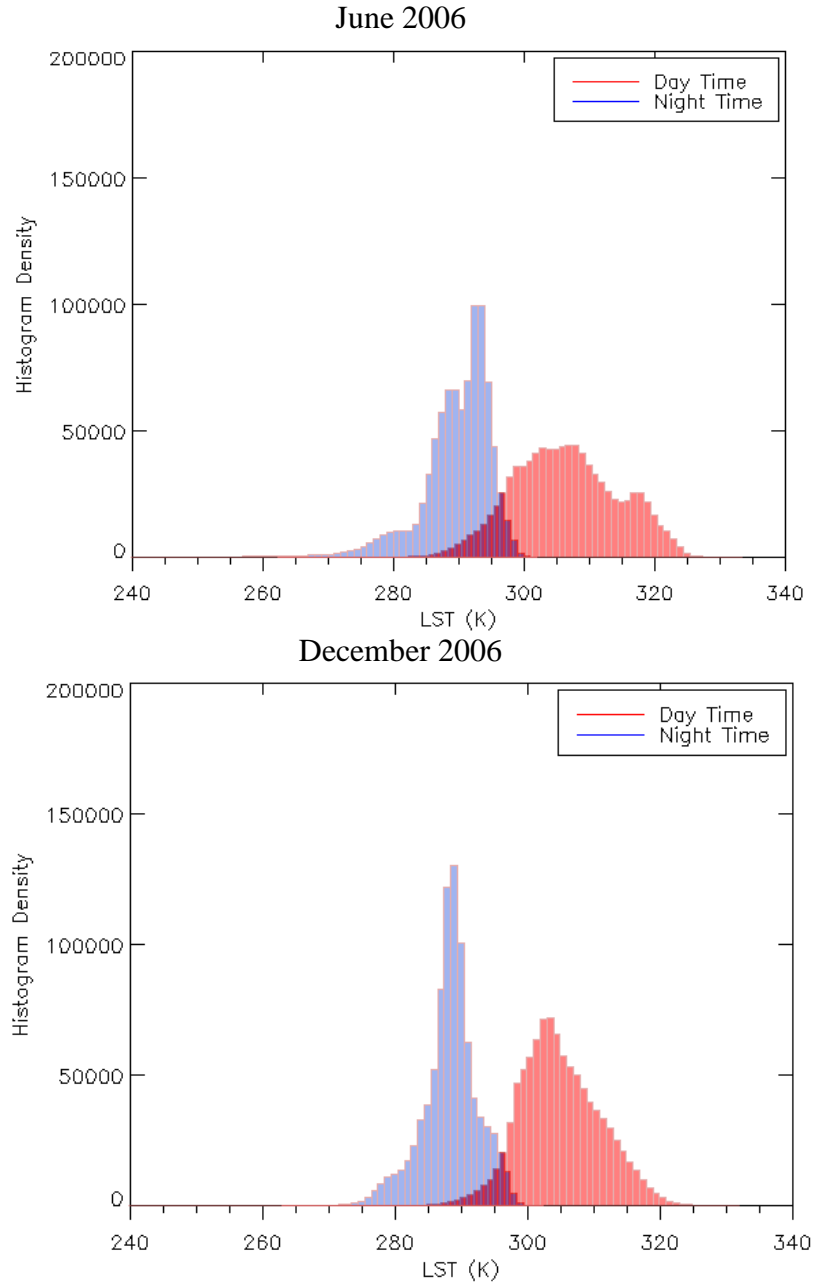 June 2006
200000
Day Time
Night Time
150000
Histogram Density
100000
50000
0
240 260 280 300 320 340
LST (K)
December 2006
200000
Day Time
Night Time
150000
Histogram Density
100000
50000
0
240 260 280 300 320 340
LST (K)